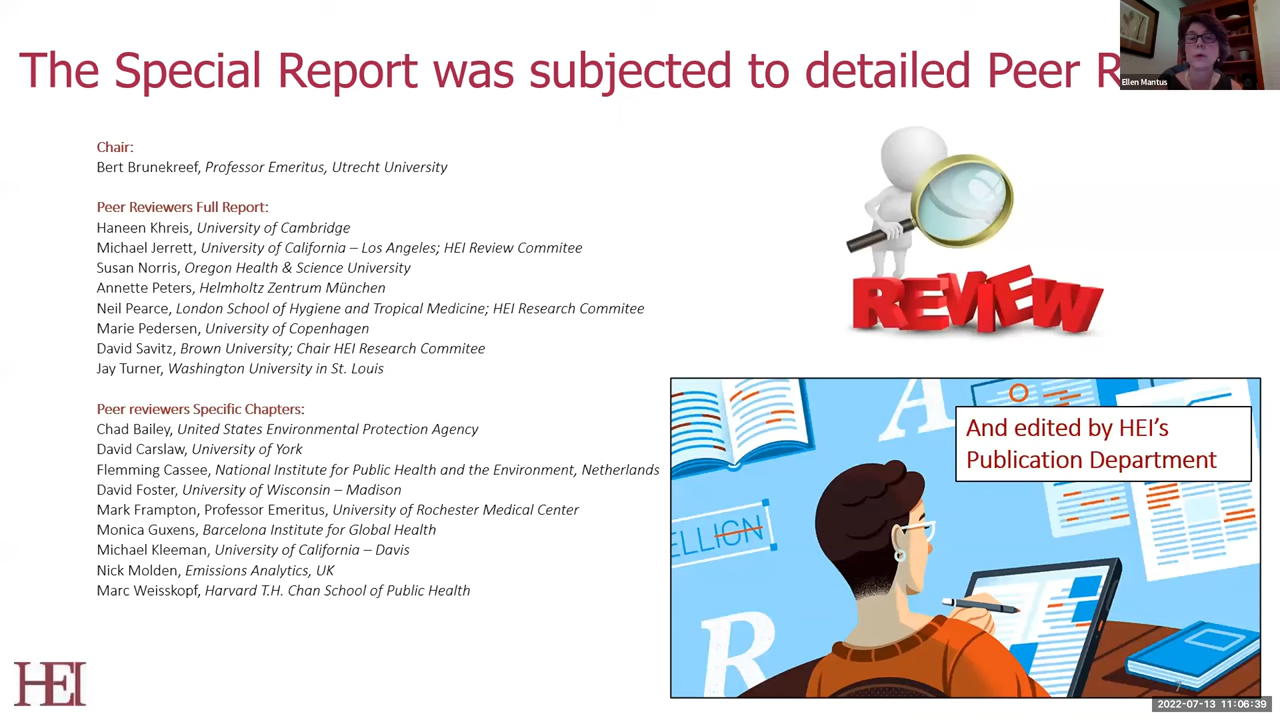 The Special Report was subjected to detailed Peer R
Ellen Mantus
Chair:
Bert Brunekreef, Professor Emeritus, Utrecht University
Peer Reviewers Full Report:
Haneen Khreis, University of Cambridge
Michael Jerrett, University of California – Los Angeles; HEI Review Commitee
Susan Norris, Oregon Health & Science University
Annette Peters, Helmholtz Zentrum München
Neil Pearce, London School of Hygiene and Tropical Medicine; HEI Research Commitee
Marie Pedersen, University of Copenhagen
David Savitz, Brown University; Chair HEI Research Commitee
Jay Turner, Washington University in St. Louis
Peer reviewers Specific Chapters:
Chad Bailey, United States Environmental Protection Agency
David Carslaw, University of York
Flemming Cassee, National Institute for Public Health and the Environment, Netherlands
David Foster, University of Wisconsin – Madison
Mark Frampton, Professor Emeritus, University of Rochester Medical Center
Monica Guxens, Barcelona Institute for Global Health
Michael Kleeman, University of California – Davis
Nick Molden, Emissions Analytics, UK
Marc Weisskopf, Harvard T.H. Chan School of Public Health
REVIEW
A
And edited by HEI's
Publication Department
ELLIGN
R
HEI
2022-07-13 11:06:39